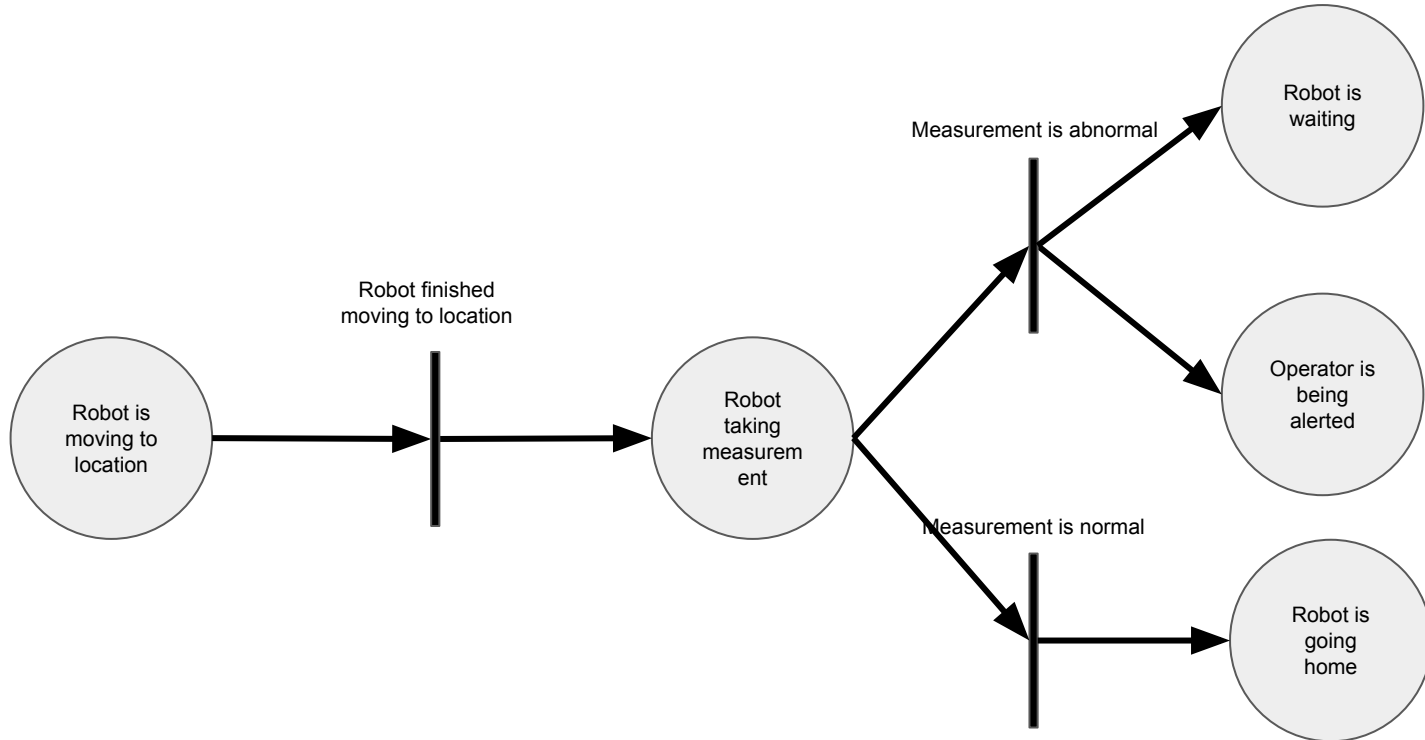 Robot is
moving to
location
Robot finished
moving to location
Robot
taking
measurem
ent
Measurement is abnormal
Robot is
waiting
Operator is
being
alerted
Measurement is normal
Robot is
going
home